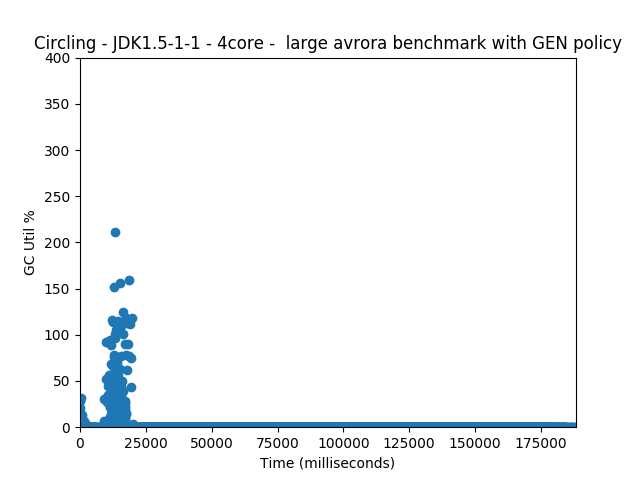 Circling - JDK1.5-1-1 - 4core -  large avrora benchmark with GEN policy
400
350
300
250
200
150
100
50
0
GC Util %
0 25000 50000 75000 100000 125000 150000 175000
Time (milliseconds)